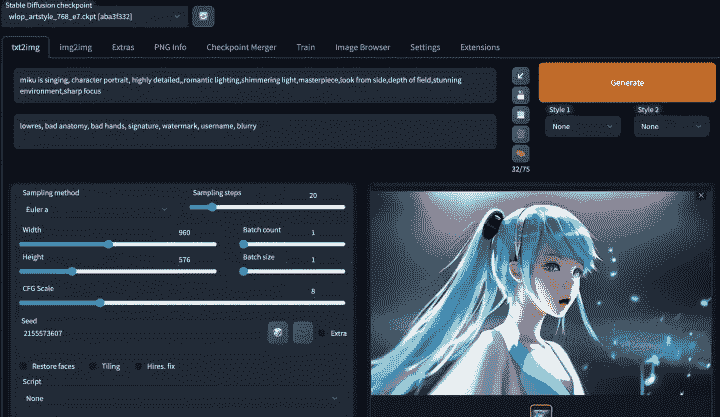 Stable Diffusion checkpoint
wlop_artstyle_768_e7.ckpt [aba3f332]
txt2img img2img Extras PNG Info Checkpoint Merger Train Image Browser Settings Extensions
miku is singing, character portrait, highly detailed,,romantic lighting,shimmering light,masterpiece,look from side,depth of field,stunning
environment,sharp focus
Generate
lowres, bad anatomy, bad hands, signature, watermark, username, blurry
Style 1 Style 2
None None
32/75
Sampling method Sampling steps 20
Euler a
Width 960 Batch count 1
Height 576 Batch size 1
CFG Scale 8
Seed
2155573607
Extra
Restore faces Tiling Hires. fix
Script
None